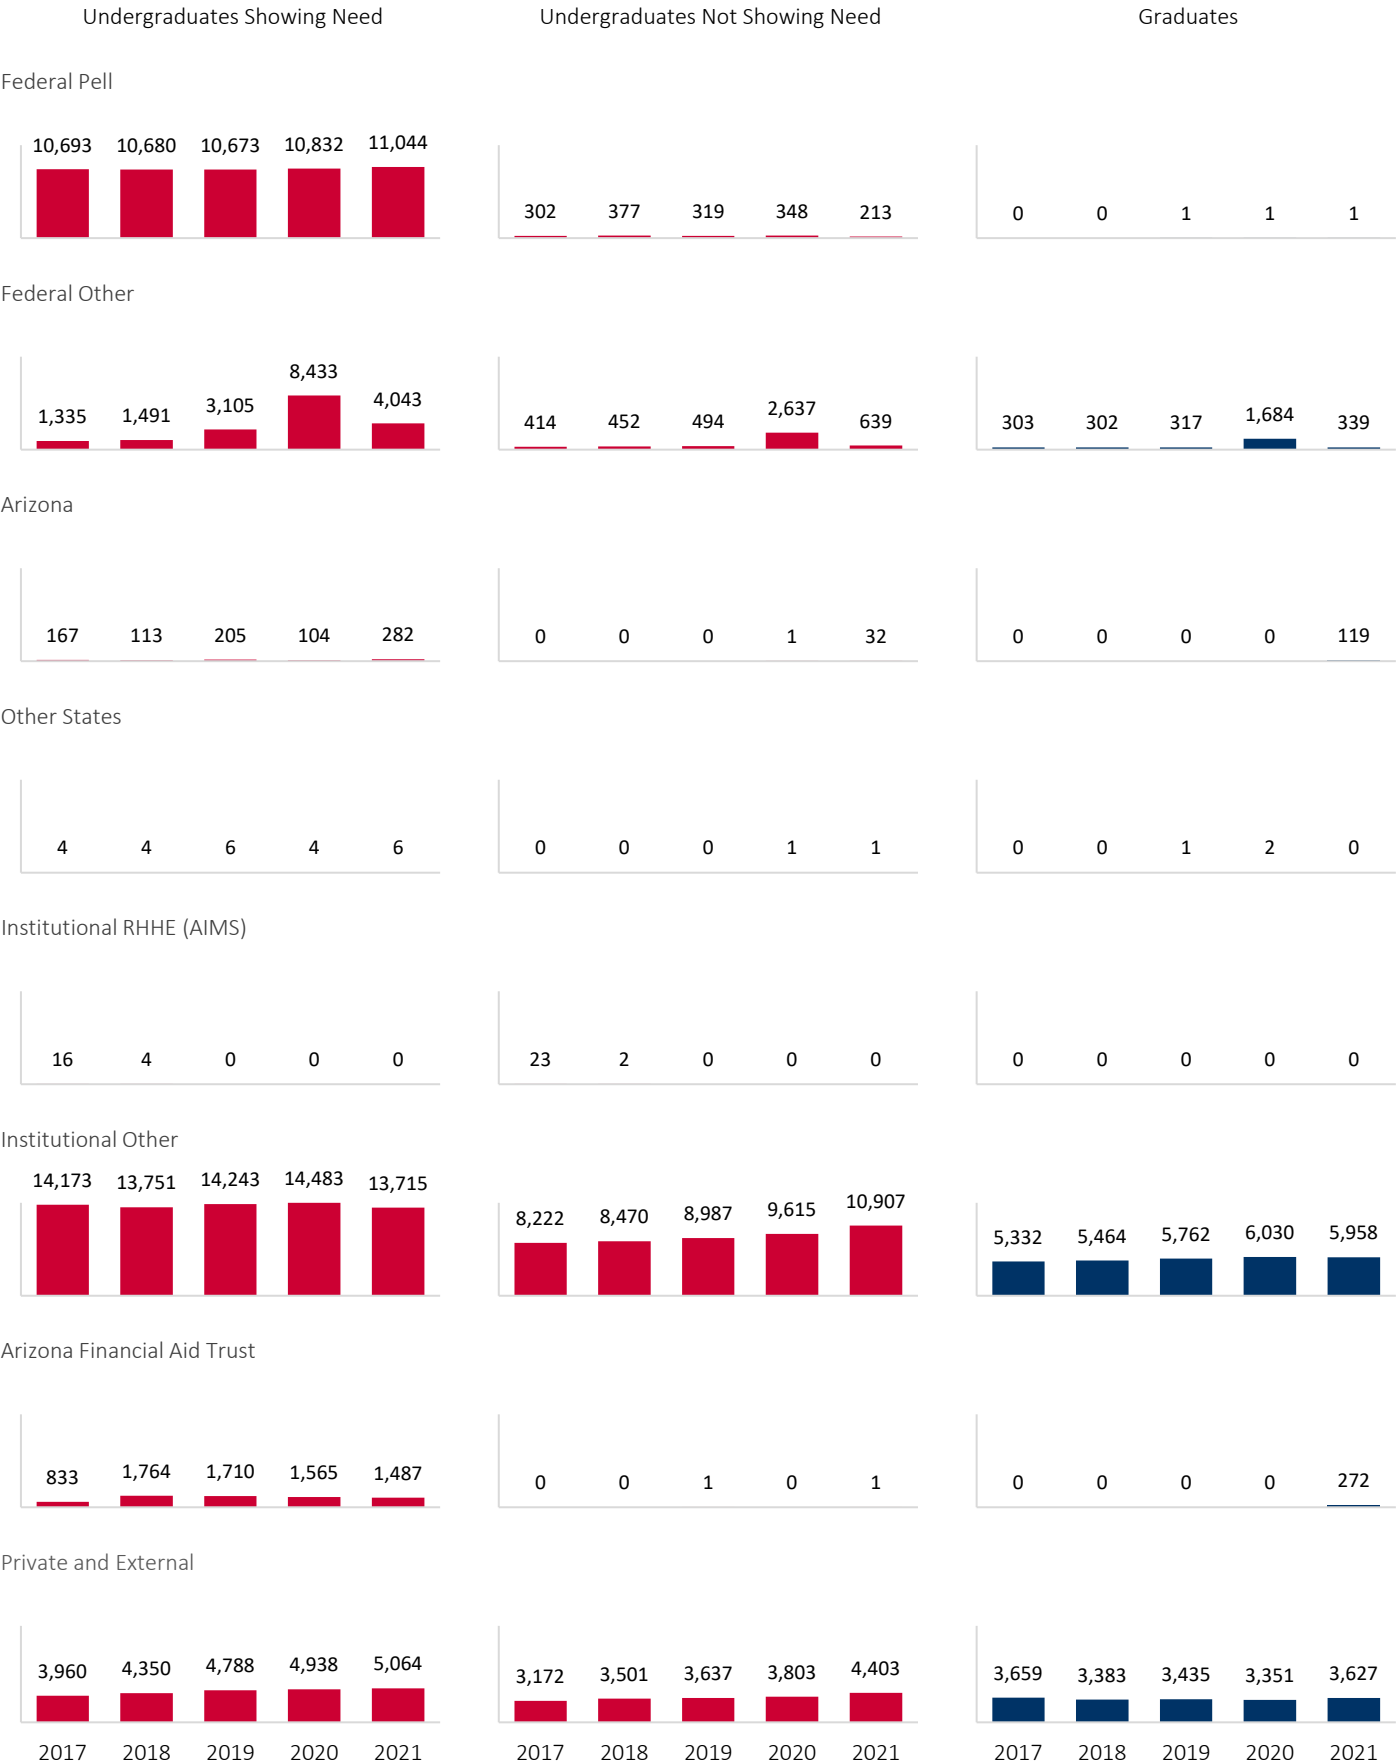 Undergraduates Showing Need Undergraduates Not Showing Need Graduates
Federal Pell
10,693 10,680 10,673 10,832 11,044 302 377 319 348 213 0 0 1 1 1
Federal Other
1,335 1,491 3,105 8,433 4,043 414 452 494 2,637 639 303 302 317 1,684 339
Arizona
167 113 205 104 282 0 0 0 1 32 0 0 0 0 119
Other States
4 4 6 4 6 0 0 0 1 1 0 0 1 2 0
Institutional RHHE (AIMS)
16 4 0 0 0 23 2 0 0 0 0 0 0 0 0
Institutional Other
14,173 13,751 14,243 14,483 13,715 8,222 8,470 8,987 9,615 10,907 5,332 5,464 5,762 6,030 5,958
Arizona Financial Aid Trust
833 1,764 1,710 1,565 1,487 0 0 1 0 1 0 0 0 0 272
Private and External
3,960 4,350 4,788 4,938 5,064 3,172 3,501 3,637 3,803 4,403 3,659 3,383 3,435 3,351 3,627
2017 2018 2019 2020 2021 2017 2018 2019 2020 2021 2017 2018 2019 2020 2021